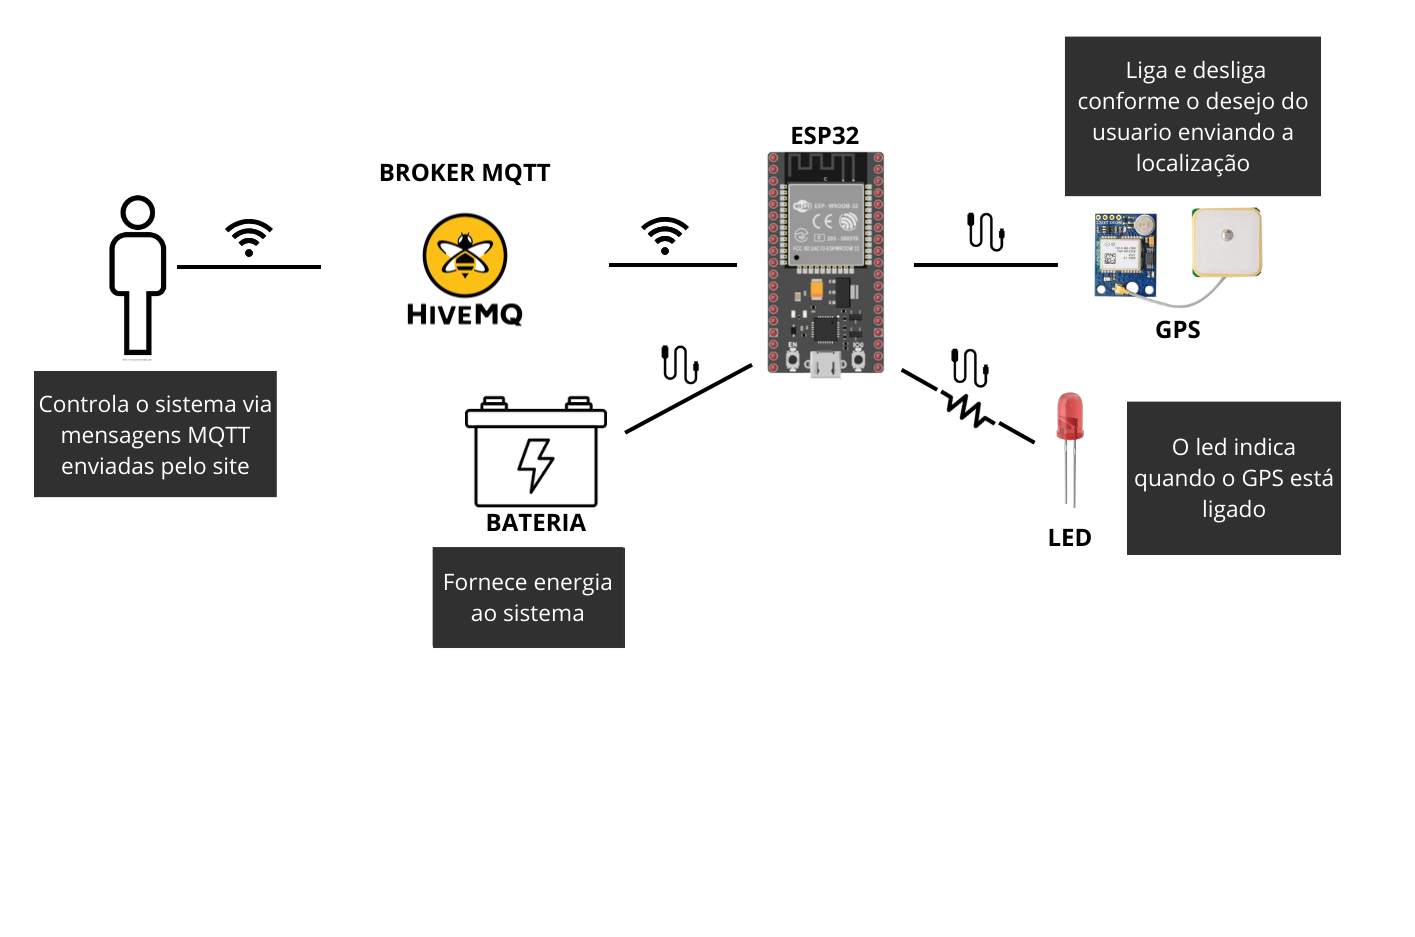 Liga e desliga
conforme o desejo do
usuario enviando a
localização
ESP32
BROKER MQTT
HIVEMQ
GPS
EN
Controla o sistema via
mensagens MQTT
enviadas pelo site
BATERIA
Fornece energia
ao sistema
LED
O led indica
quando o GPS está
ligado